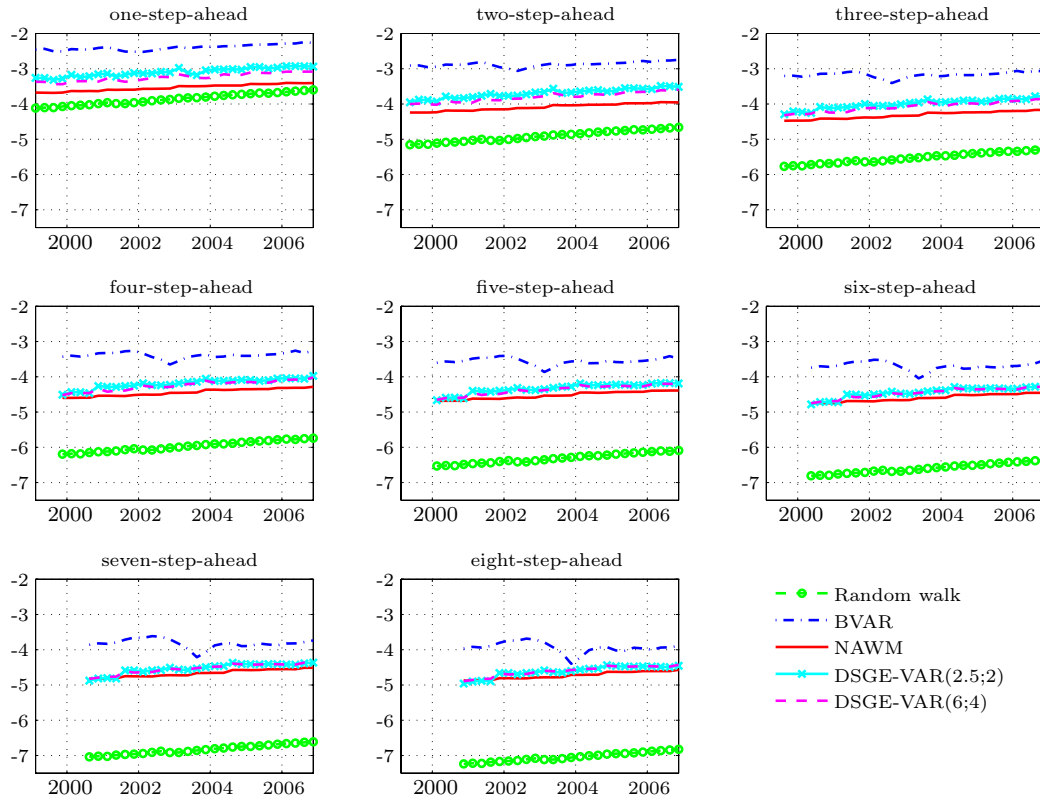 one-step-ahead
-2
-3
-4
-5
-6
-7
2000 2002 2004 2006
two-step-ahead
-2
-3
-4
-5
-6
-7
2000 2002 2004 2006
three-step-ahead
-2
-3
-4
-5
-6
-7
2000 2002 2004 2006
four-step-ahead
-2
-3
-4
-5
-6
-7
2000 2002 2004 2006
five-step-ahead
-2
-3
-4
-5
-6
-7
2000 2002 2004 2006
six-step-ahead
-2
-3
-4
-5
-6
-7
2000 2002 2004 2006
seven-step-ahead
-2
-3
-4
-5
-6
-7
2000 2002 2004 2006
eight-step-ahead
-2
-3
-4
-5
-6
-7
2000 2002 2004 2006
Random walk
BVAR
NAWM
DSGE-VAR(2.5;2)
DSGE-VAR(6;4)